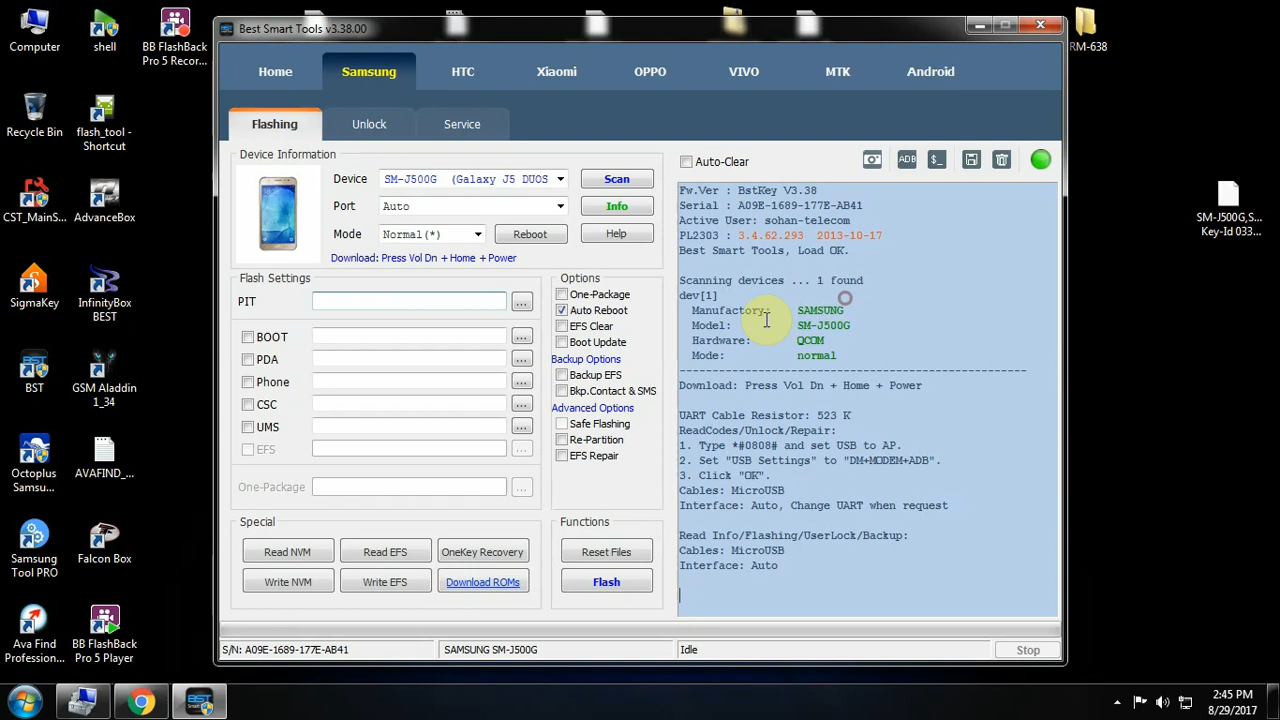 Computer
shell
BB FlashBack
Pro 5 Recor...
Recycle Bin
flash_tool -
Shortcut
CST_MainS...
AdvanceBox
SigmaKey
InfinityBox
BEST
BST
GSM Aladdin
1_34
Octoplus
Samsu...
AVAFIND_...
Samsung
Tool PRO
Falcon Box
Ava Find
Profession...
BB FlashBack
Pro 5 Player
RM-638
SM-J500G,S...
Key-Id 033...
Best Smart Tools v3.38.00
Home
Samsung
HTC
Xiaomi
OPPO
VIVO
MTK
Android
Flashing
Unlock
Service
Device Information
Device
SM-J500G (Galaxy J5 DUOS
Scan
Port
Auto
Info
Mode
Normal(*)
Reboot
Help
Download: Press Vol Dn + Home + Power
Flash Settings
PIT
...
BOOT
...
PDA
...
Phone
...
CSC
...
UMS
...
EFS
...
One-Package
...
Options
One-Package
Auto Reboot
EFS Clear
Boot Update
Backup Options
Backup EFS
Bkp.Contact & SMS
Advanced Options
Safe Flashing
Re-Partition
EFS Repair
Special
Read NVM
Read EFS
OneKey Recovery
Write NVM
Write EFS
Download ROMs
Functions
Reset Files
Flash
Auto-Clear
ADB
$_
Fw.Ver : BstKey V3.38
Serial : A09E-1689-177E-AB41
Active User: sohan-telecom
PL2303 : 3.4.62.293 2013-10-17
Best Smart Tools, Load OK.
Scanning devices ... 1 found
dev[1]
Manufactory: SAMSUNG
Model: SM-J500G
Hardware: QCOM
Mode: normal
----------------------------------------------------
Download: Press Vol Dn + Home + Power
UART Cable Resistor: 523 K
ReadCodes/Unlock/Repair:
1. Type *#0808# and set USB to AP.
2. Set "USB Settings" to "DM+MODEM+ADB".
3. Click "OK".
Cables: MicroUSB
Interface: Auto, Change UART when request
Read Info/Flashing/UserLock/Backup:
Cables: MicroUSB
Interface: Auto
S/N: A09E-1689-177E-AB41
SAMSUNG SM-J500G
Idle
Stop
BST
2:45 PM
8/29/2017